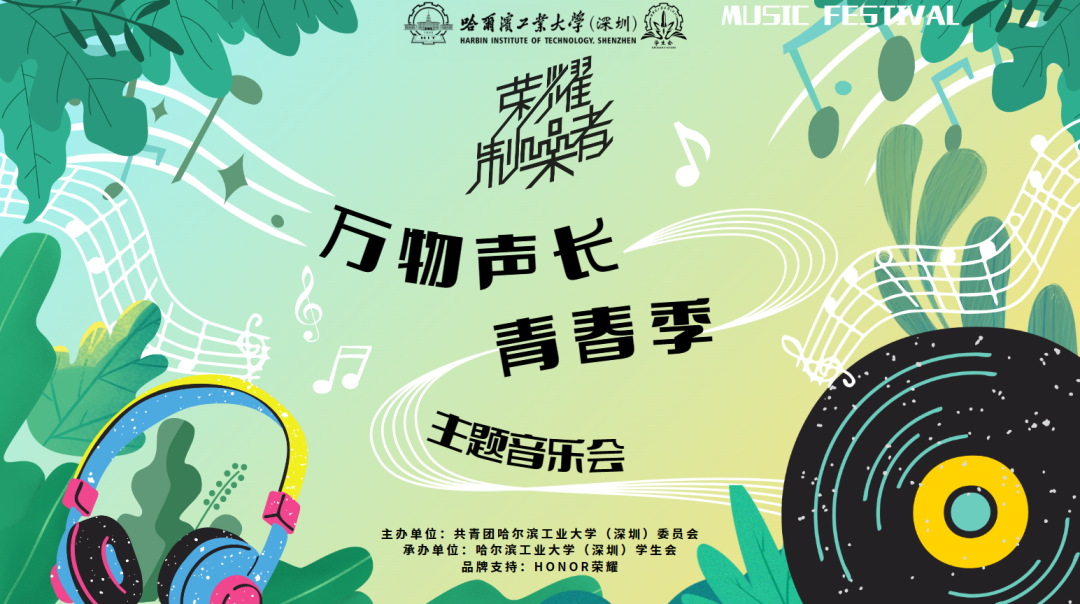 哈尔滨工业大学(深圳)
HARBIN INSTITUTE OF TECHNOLOGY, SHENZHEN
学生会
MUSIC FESTIVAL
荣耀
制噪者
万物声长
青春季
主题音乐会
主办单位：共青团哈尔滨工业大学（深圳）委员会
承办单位：哈尔滨工业大学（深圳）学生会
品牌支持：HONOR荣耀